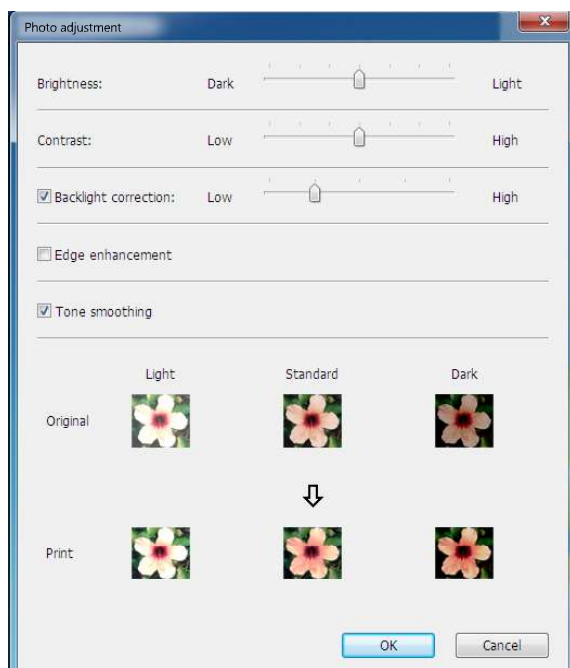 Photo adjustment
Brightness: Dark Light
Contrast: Low High
Backlight correction: Low High
Edge enhancement
Tone smoothing
Light Standard Dark
Original
Print
OK Cancel